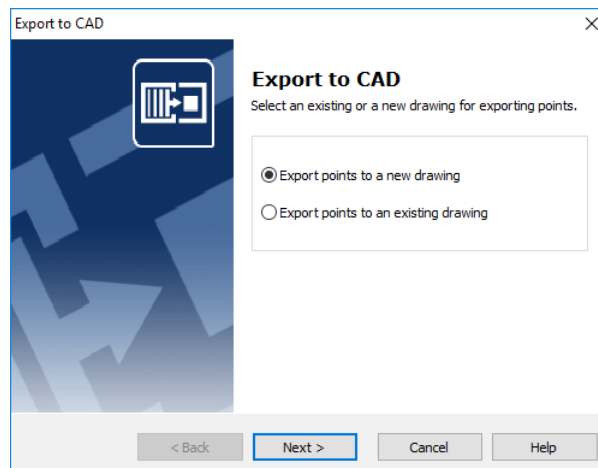 Export to CAD
Export to CAD
Select an existing or a new drawing for exporting points.
Export points to a new drawing
Export points to an existing drawing
< Back Next > Cancel Help